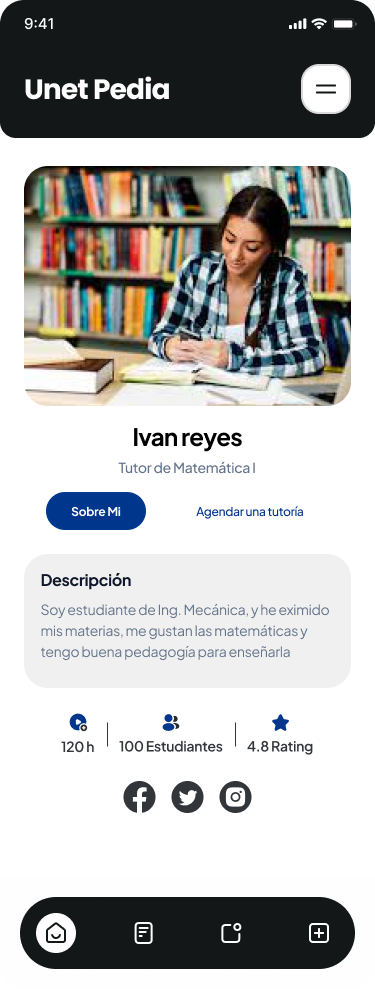 9:41
Unet Pedia
Ivan reyes
Tutor de Matemática I
Sobre Mi
Agendar una tutoría
Descripción
Soy estudiante de Ing. Mecánica, y he eximido
mis materias, me gustan las matemáticas y
tengo buena pedagogía para enseñarla
120 h
100 Estudiantes
4.8 Rating